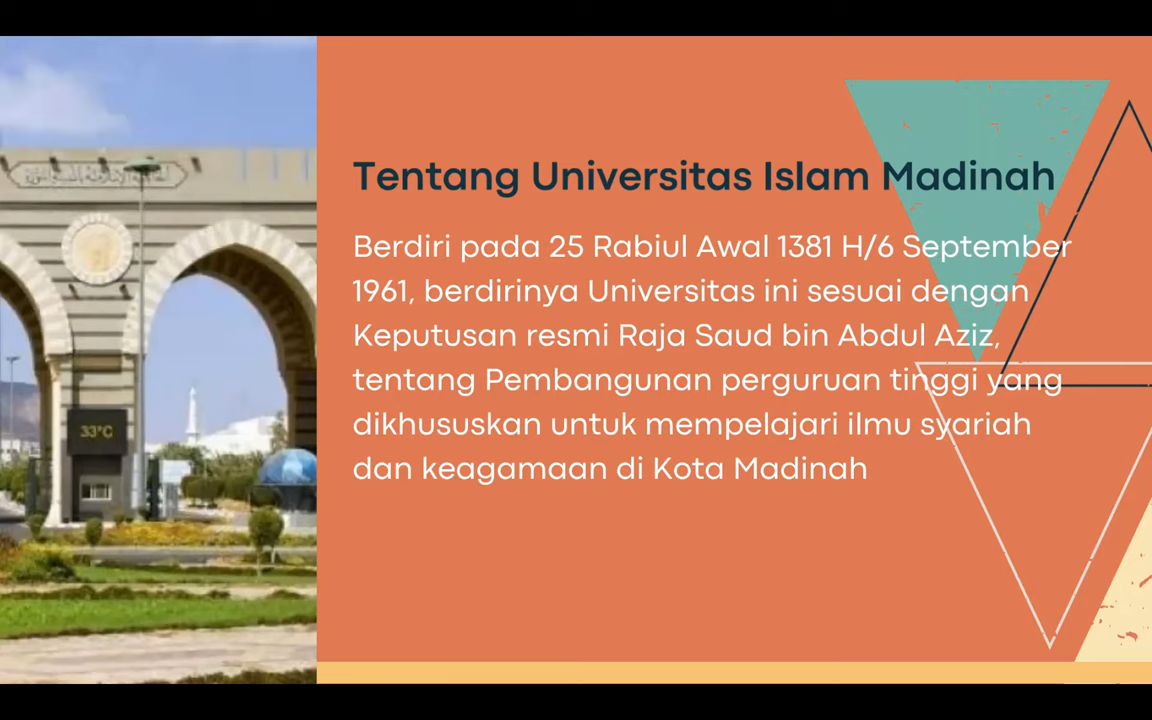 Tentang Universitas Islam Madinah
Berdiri pada 25 Rabiul Awal 1381 H/6 September
1961, berdirinya Universitas ini sesuai dengan
Keputusan resmi Raja Saud bin Abdul Aziz,
tentang Pembangunan perguruan tinggi yang
dikhususkan untuk mempelajari ilmu syariah
dan keagamaan di Kota Madinah
33°C